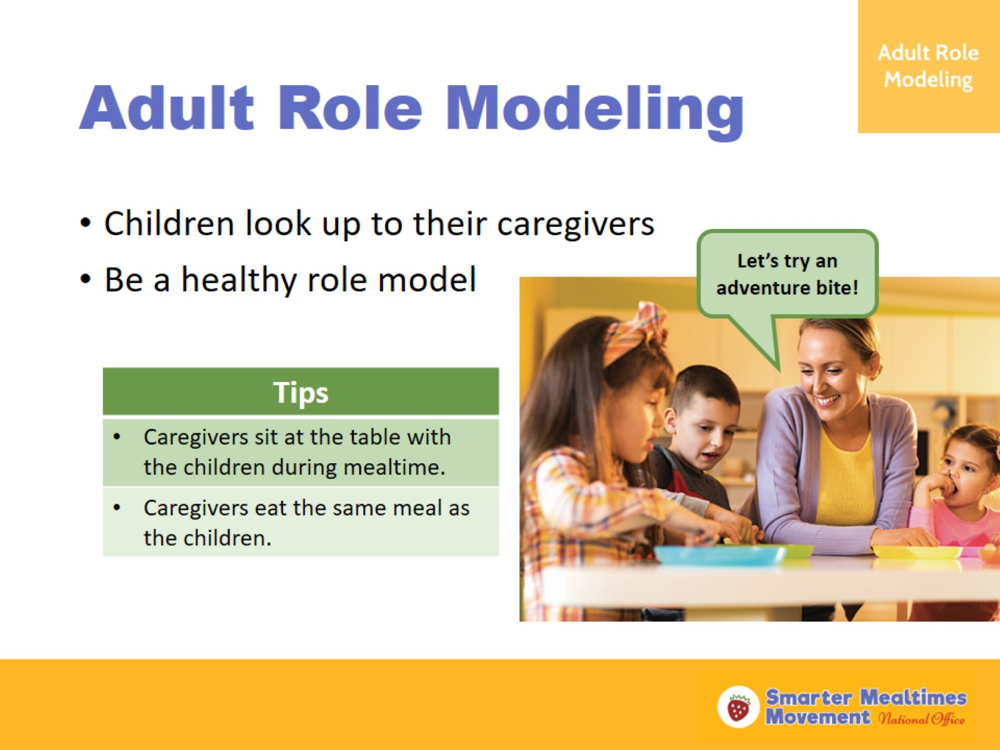 Adult Role
Modeling
Adult Role Modeling
• Children look up to their caregivers
• Be a healthy role model
Let's try an
adventure bite!
Tips
• Caregivers sit at the table with
the children during mealtime.
• Caregivers eat the same meal as
the children.
Smarter Mealtimes
Movement National Office